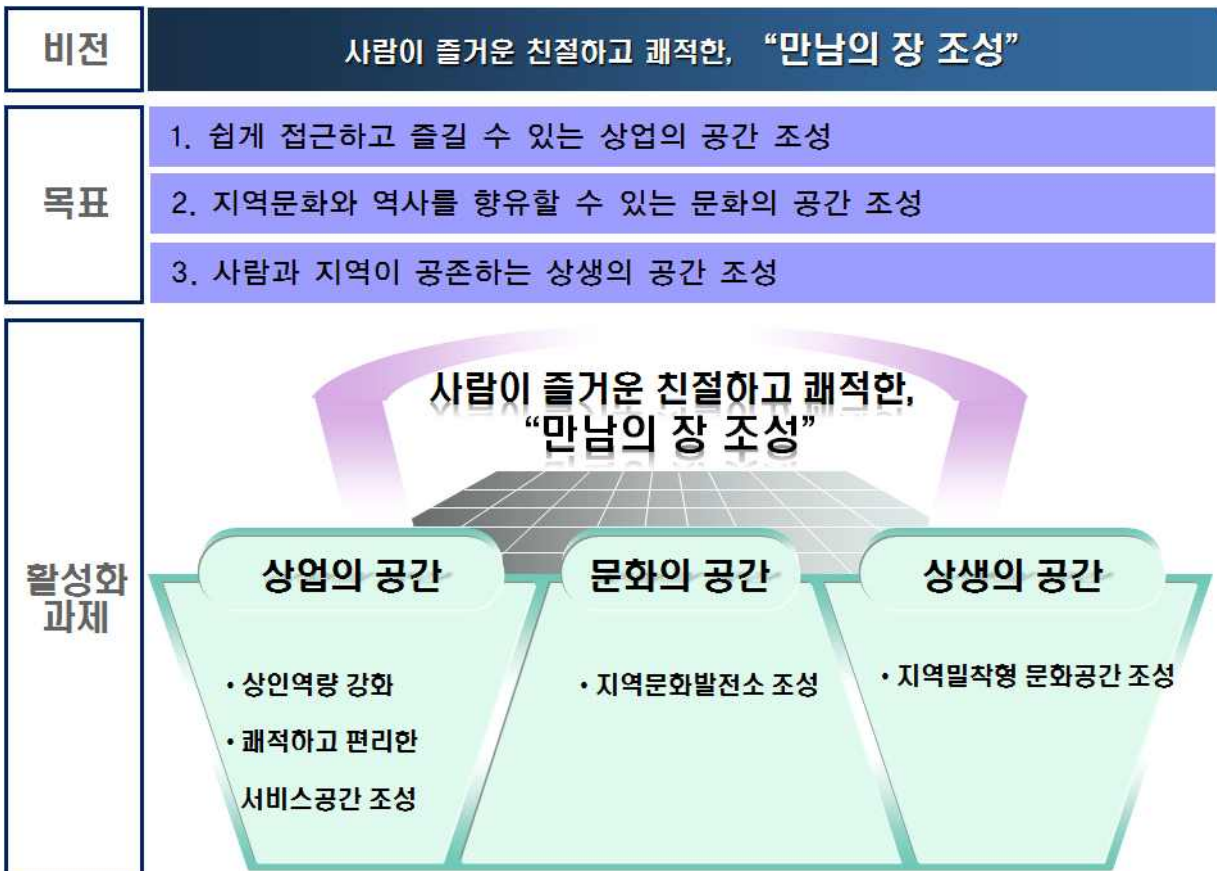 비전
사람이 즐거운 친절하고 쾌적한, “만남의 장 조성”
목표
1. 쉽게 접근하고 즐길 수 있는 상업의 공간 조성
2. 지역문화와 역사를 향유할 수 있는 문화의 공간 조성
3. 사람과 지역이 공존하는 상생의 공간 조성
활성화
과제
사람이 즐거운 친절하고 쾌적한,
“만남의 장 조성”
상업의 공간
• 상인역량 강화
• 쾌적하고 편리한
서비스공간 조성
문화의 공간
• 지역문화발전소 조성
상생의 공간
• 지역밀착형 문화공간 조성